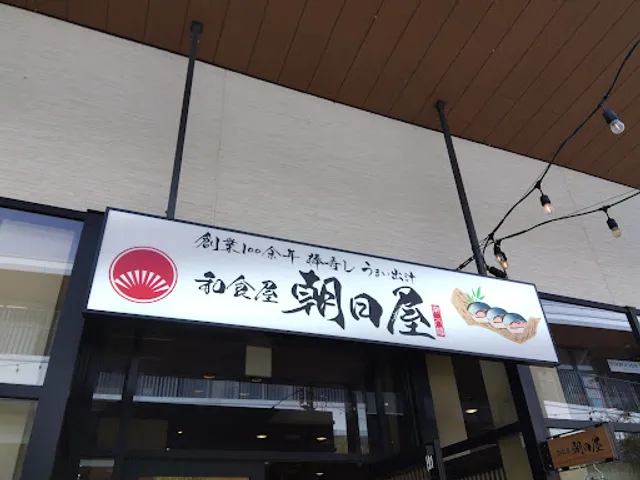 創業100余年 棒寿し うまい出汁
和食屋 朝日屋
朝日屋